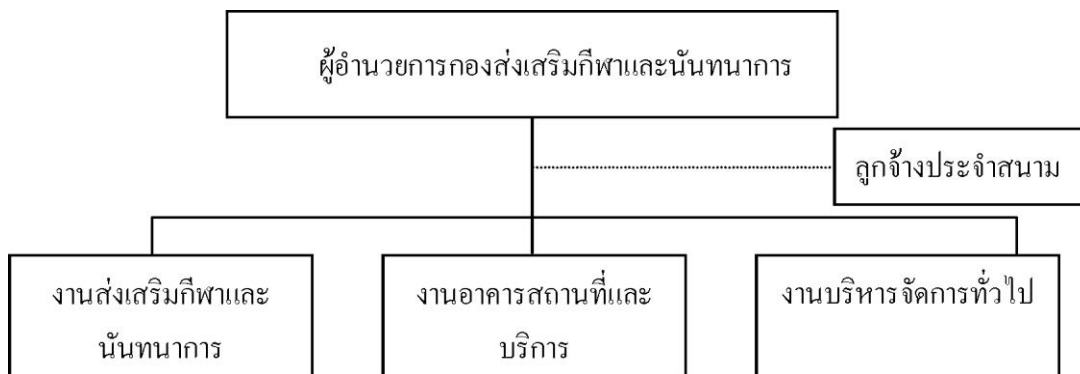 ผู้อำนวยการกองส่งเสริมกีฬาและนันทนาการ
ลูกจ้างประจำสนาม
งานส่งเสริมกีฬาและ
นันทนาการ
งานอาคารสถานที่และ
บริการ
งานบริหารจัดการทั่วไป